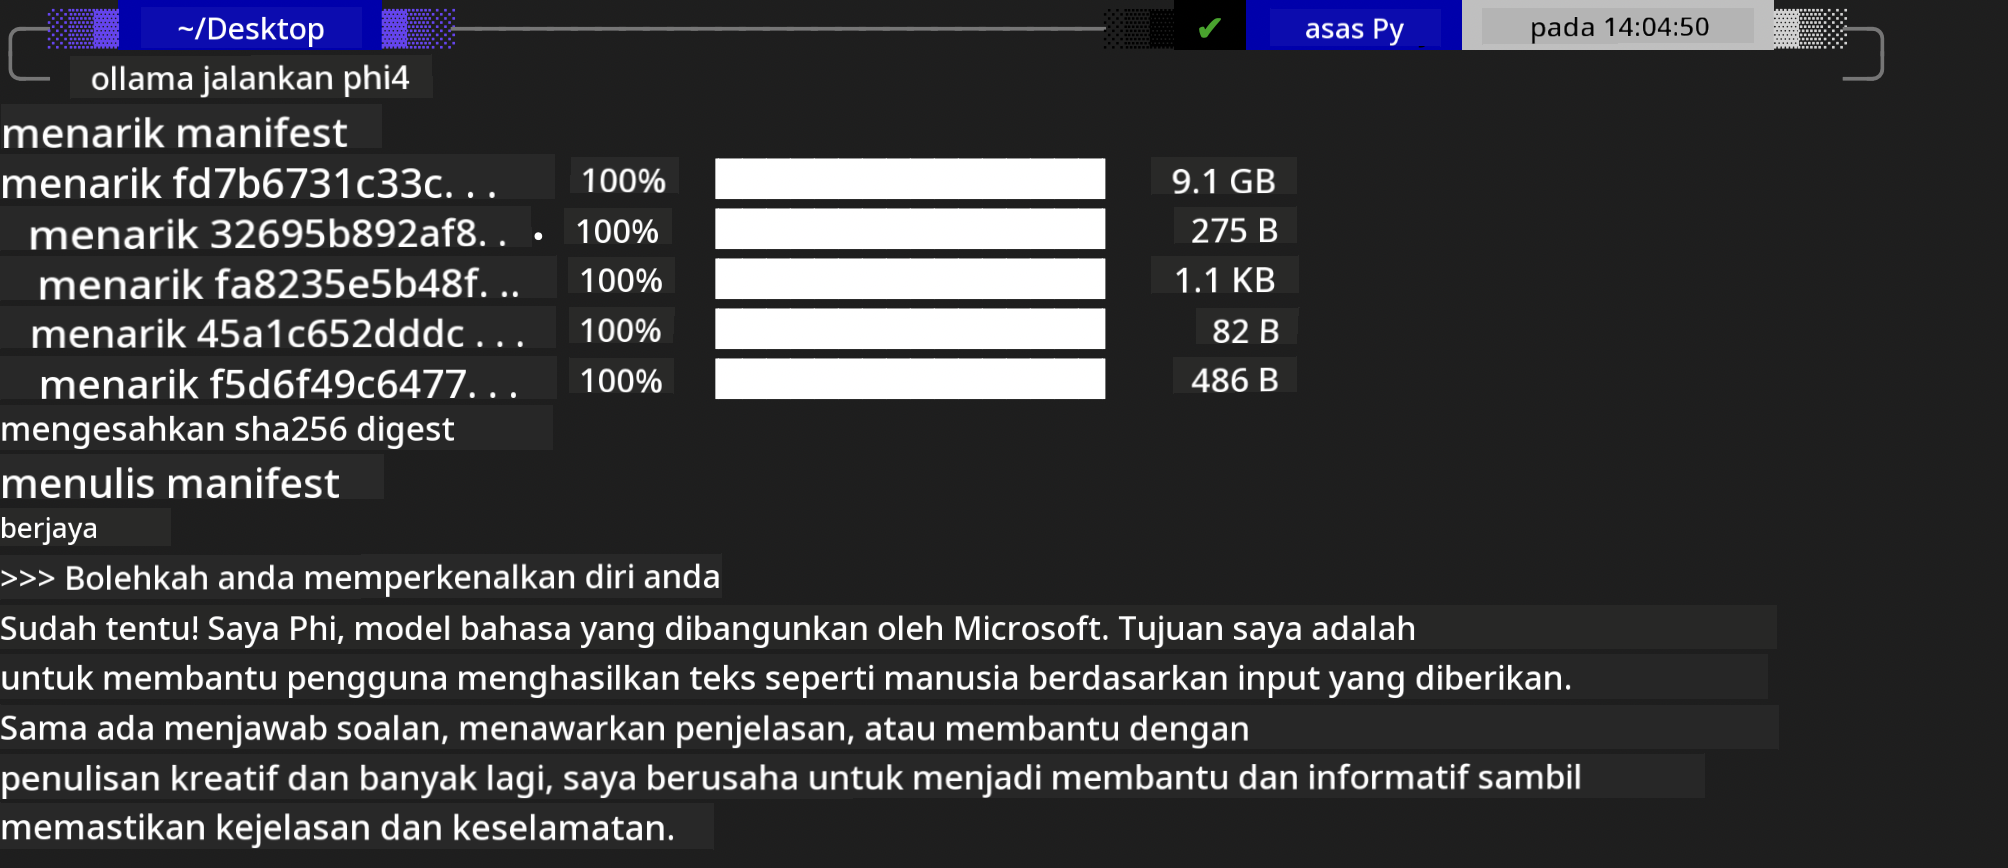 ~/Desktop ✔ asas Py pada 14:04:50
ollama jalankan phi4
menarik manifest
menarik fd7b6731c33c. . . 100% 9.1 GB
menarik 32695b892af8. . . 100% 275 B
menarik fa8235e5b48f. .. 100% 1.1 KB
menarik 45a1c652dddc . . . 100% 82 B
menarik f5d6f49c6477. . . 100% 486 B
mengesahkan sha256 digest
menulis manifest
berjaya
>>> Bolehkah anda memperkenalkan diri anda
Sudah tentu! Saya Phi, model bahasa yang dibangunkan oleh Microsoft. Tujuan saya adalah
untuk membantu pengguna menghasilkan teks seperti manusia berdasarkan input yang diberikan.
Sama ada menjawab soalan, menawarkan penjelasan, atau membantu dengan
penulisan kreatif dan banyak lagi, saya berusaha untuk menjadi membantu dan informatif sambil
memastikan kejelasan dan keselamatan.